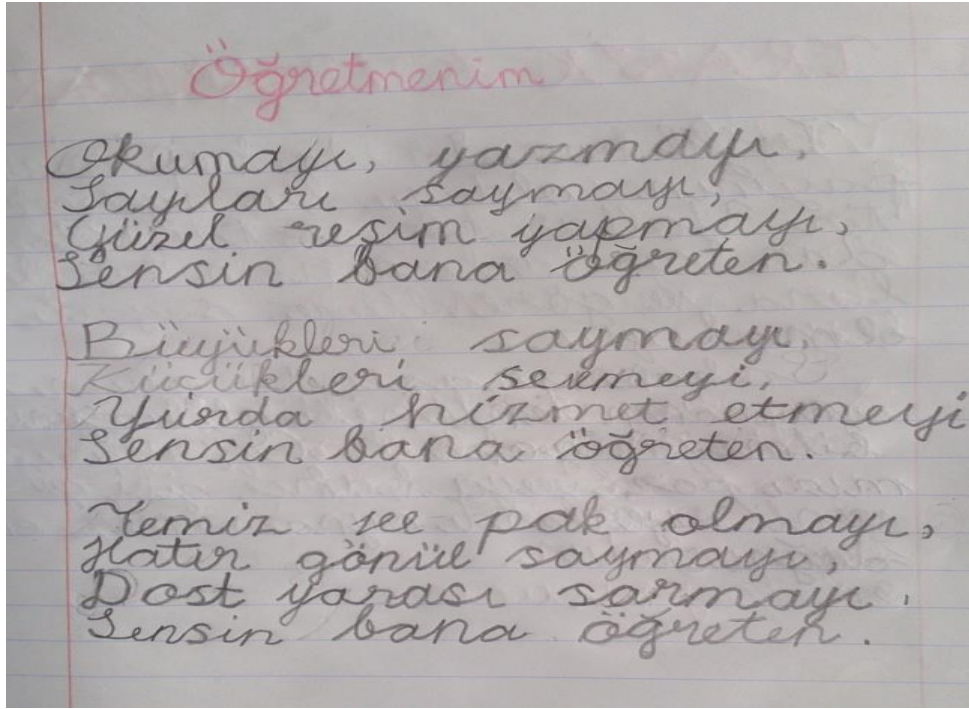 Öğretmenim
Okumayı, yazmayı,
Sayıları saymayı,
Güzel resim yapmayı,
Sensin bana öğreten.
Büyükleri saymayı,
Küçükleri sevmeyi,
Yurda hizmet etmeyi
Sensin bana öğreten.
Temiz ve pak olmayı,
Hatır gönül saymayı,
Dost yarası sarmayı,
Sensin bana öğreten.